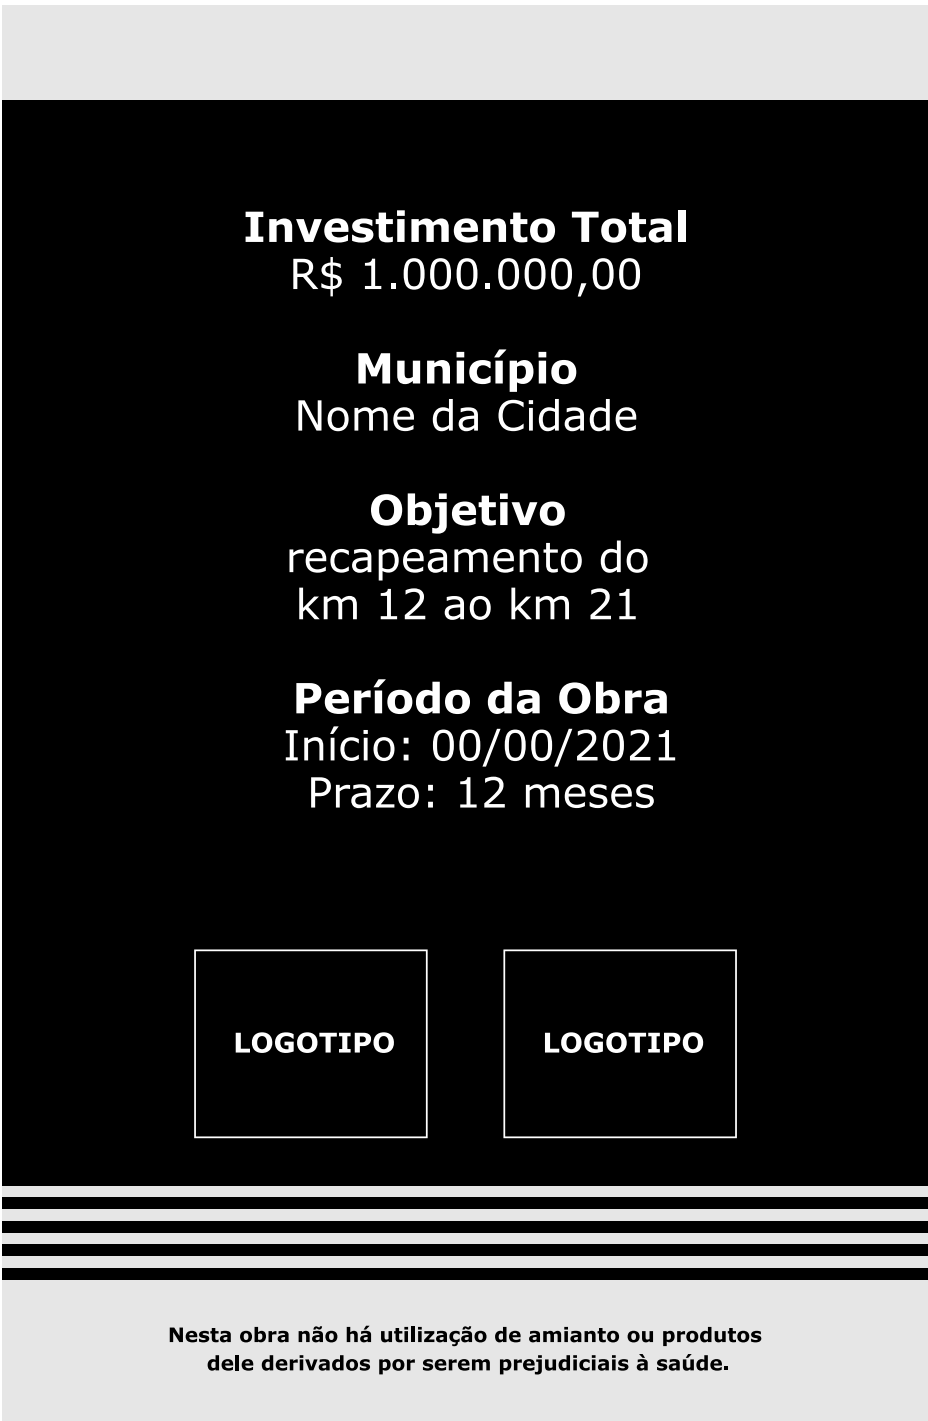 Investimento Total
R$ 1.000.000,00
Município
Nome da Cidade
Objetivo
recapeamento do
km 12 ao km 21
Período da Obra
Início: 00/00/2021
Prazo: 12 meses
LOGOTIPO LOGOTIPO
Nesta obra não há utilização de amianto ou produtos
dele derivados por serem prejudiciais à saúde.